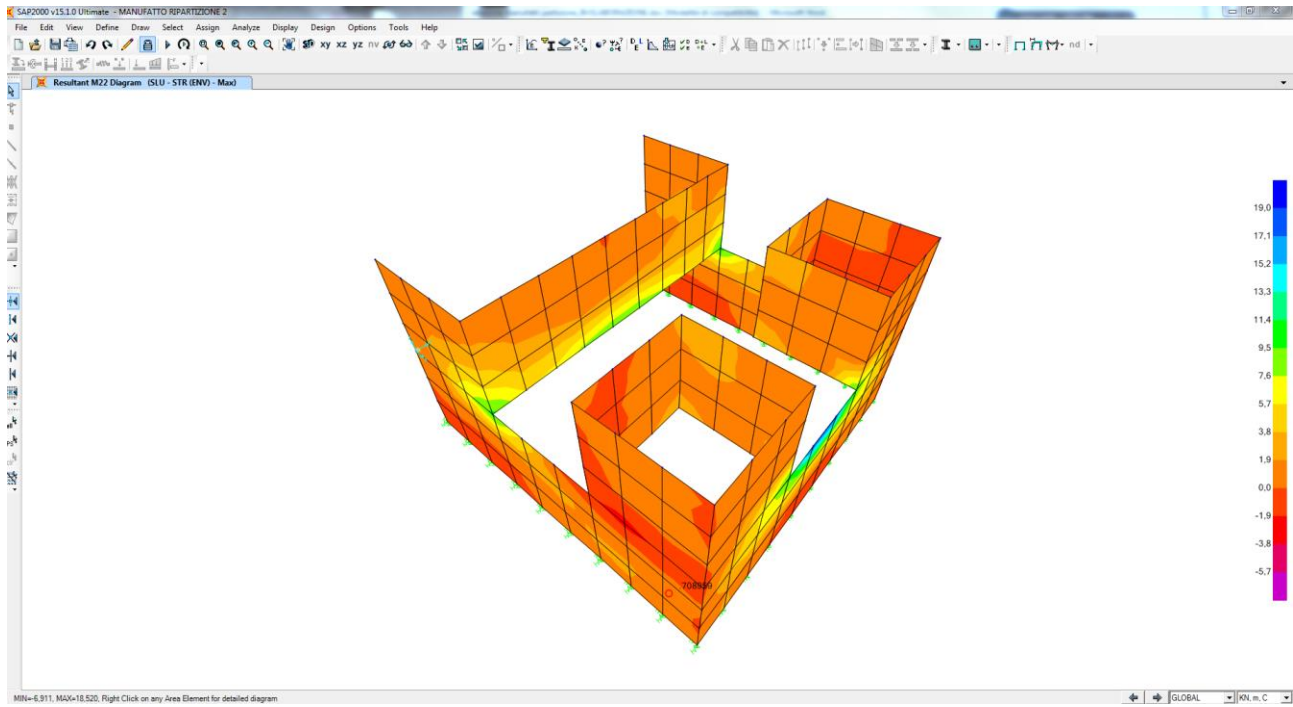 SAP2000 v15.1.0 Ultimate - MANUFATTO RIPARTIZIONE 2
File Edit View Define Draw Select Assign Analyze Display Design Options Tools Help
xy xz yz nv
nd
Resultant M22 Diagram (SLU - STR (ENV) - Max)
19,0
17,1
15,2
13,3
11,4
9,5
7,6
5,7
3,8
1,9
0,0
-1,9
-3,8
-5,7
MIN=-6,911, MAX=18,520, Right Click on any Area Element for detailed diagram
GLOBAL
KN, m, C